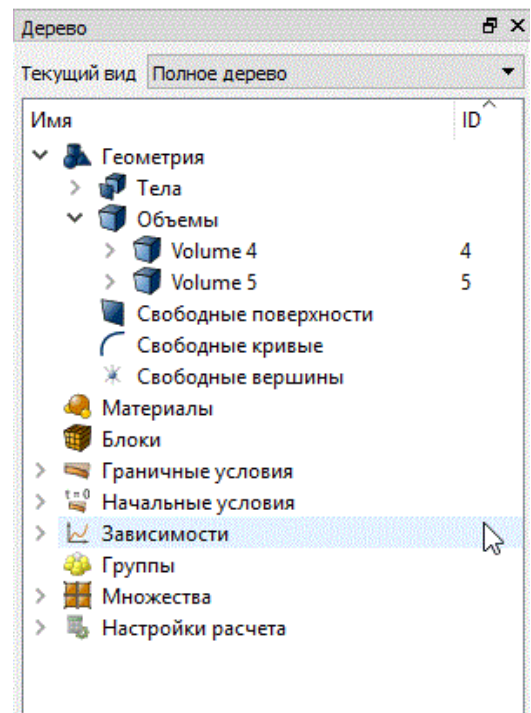 Дерево
Текущий вид Полное дерево
Имя ID
Геометрия
Тела
Объемы
Volume 4 4
Volume 5 5
Свободные поверхности
Свободные кривые
Свободные вершины
Материалы
Блоки
Граничные условия
t=0 Начальные условия
Зависимости
Группы
Множества
Настройки расчета